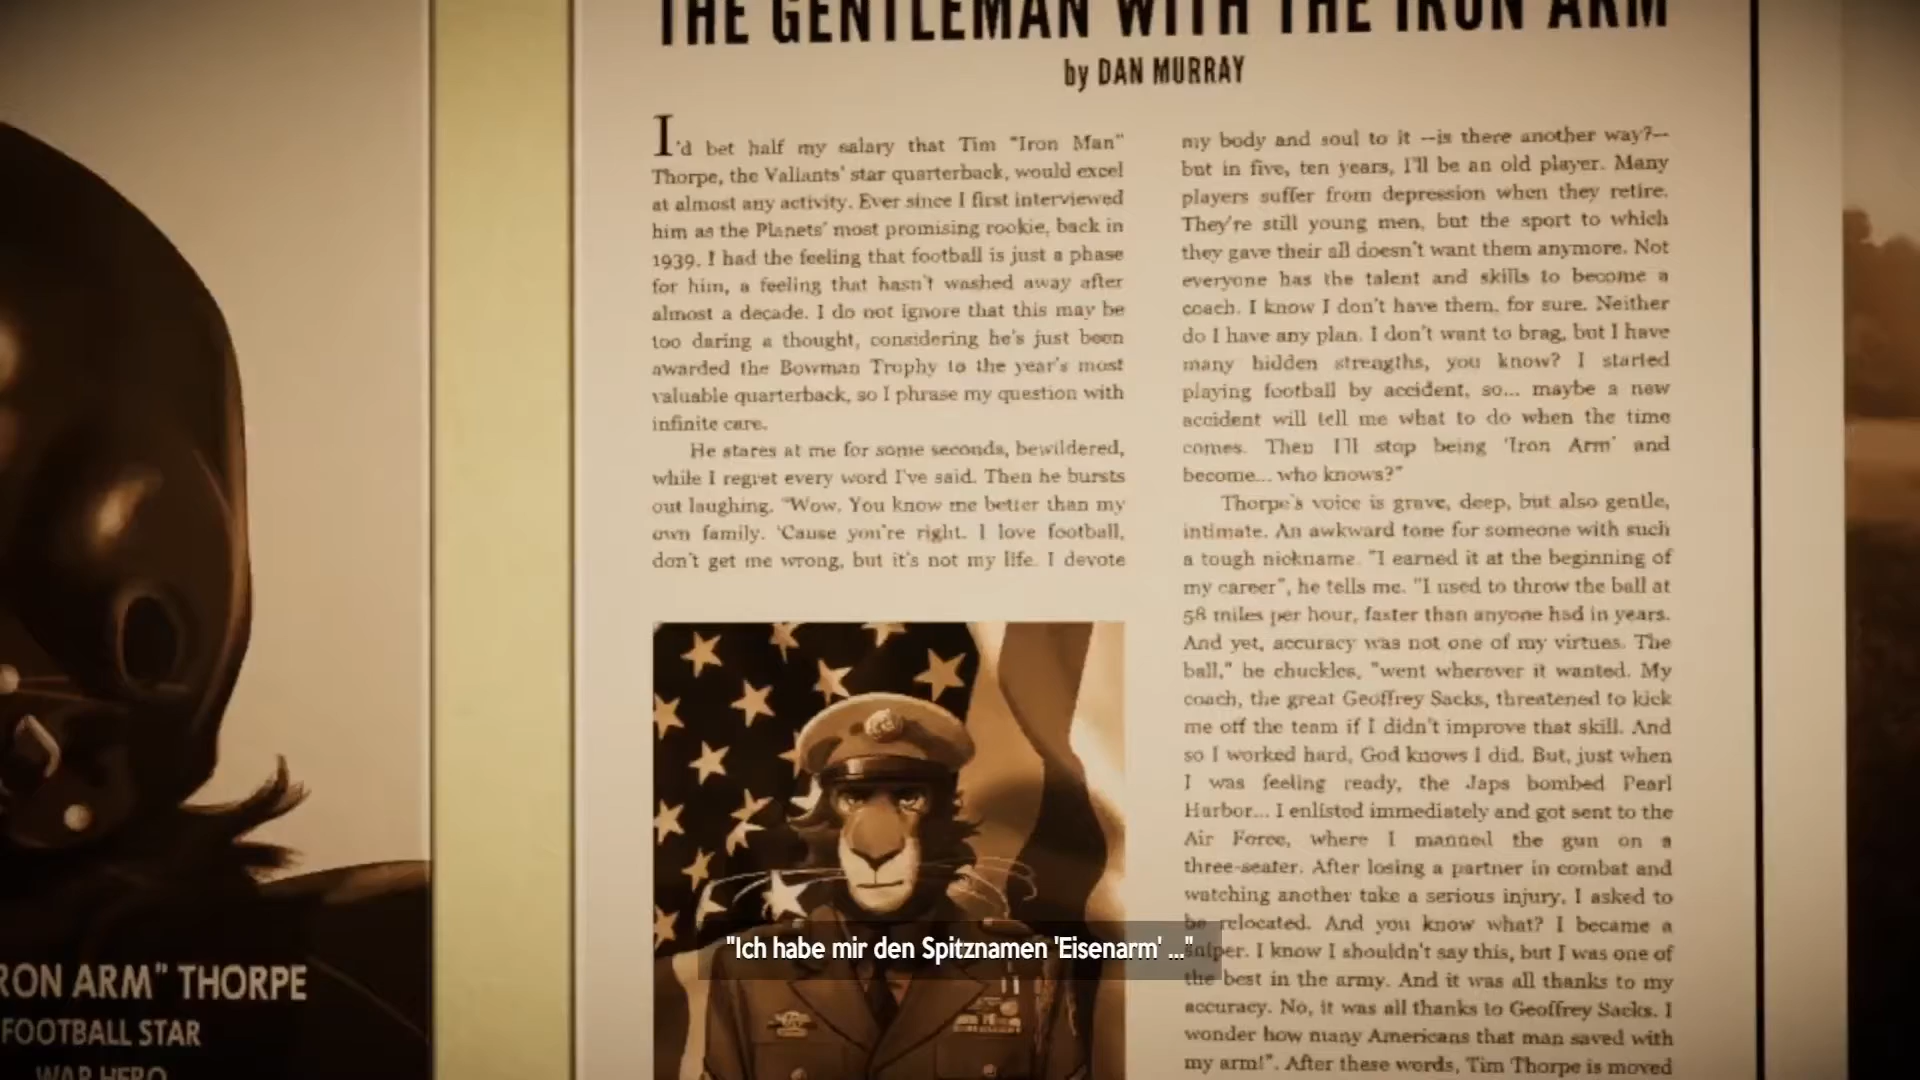 THE GENTLEMAN WITH THE IRON ARM
by DAN MURRAY
I'd bet half my salary that Tim "Iron Man"
Thorpe, the Valiants' star quarterback, would excel
at almost any activity. Ever since I first interviewed
him as the Planets' most promising rookie, back in
1939, I had the feeling that football is just a phase
for him, a feeling that hasn't washed away after
almost a decade. I do not ignore that this may be
too daring a thought, considering he's just been
awarded the Bowman Trophy to the year's most
valuable quarterback, so I phrase my question with
infinite care.
He stares at me for some seconds, bewildered,
while I regret every word I've said. Then he bursts
out laughing. "Wow. You know me better than my
own family. 'Cause you're right. I love football,
don't get me wrong, but it's not my life. I devote
my body and soul to it --is there another way?--
but in five, ten years, I'll be an old player. Many
players suffer from depression when they retire.
They're still young men, but the sport to which
they gave their all doesn't want them anymore. Not
everyone has the talent and skills to become a
coach. I know I don't have them, for sure. Neither
do I have any plan. I don't want to brag, but I have
many hidden strengths, you know? I started
playing football by accident, so... maybe a new
accident will tell me what to do when the time
comes. Then I'll stop being 'Iron Arm' and
become... who knows?"
Thorpe's voice is grave, deep, but also gentle,
intimate. An awkward tone for someone with such
a tough nickname. "I earned it at the beginning of
my career", he tells me. "I used to throw the ball at
58 miles per hour, faster than anyone had in years.
And yet, accuracy was not one of my virtues. The
ball," he chuckles, "went wherever it wanted. My
coach, the great Geoffrey Sacks, threatened to kick
me off the team if I didn't improve that skill. And
so I worked hard, God knows I did. But, just when
I was feeling ready, the Japs bombed Pearl
Harbor... I enlisted immediately and got sent to the
Air Force, where I manned the gun on a
three-seater. After losing a partner in combat and
watching another take a serious injury, I asked to
be relocated. And you know what? I became a
sniper. I know I shouldn't say this, but I was one of
the best in the army. And it was all thanks to my
accuracy. No, it was all thanks to Geoffrey Sacks. I
wonder how many Americans that man saved with
my arm!". After these words, Tim Thorpe is moved
RON ARM" THORPE
FOOTBALL STAR
WAR HERO
"Ich habe mir den Spitznamen 'Eisenarm' ..."